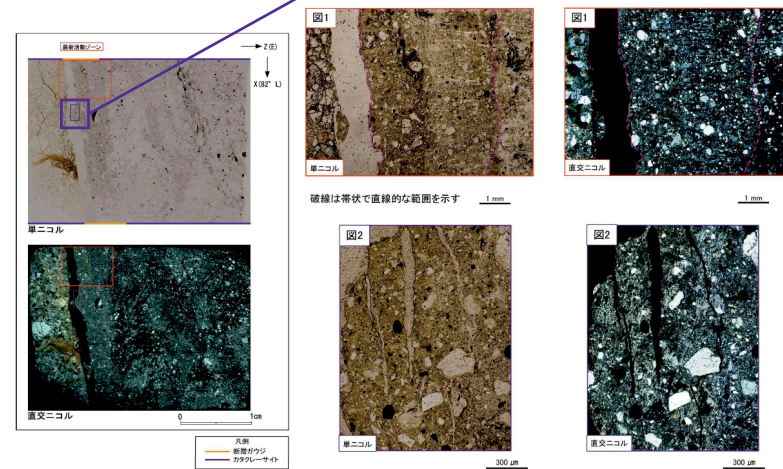 最新活動ゾーン
Z(E)
X(82° L)
単ニコル
直交ニコル
0 1cm
凡例
断層ガウジ
カタクレーサイト
図1
単ニコル
破線は帯状で直線的な範囲を示す
1 mm
図1
直交ニコル
1 mm
図2
単ニコル
300 μm
図2
直交ニコル
300 μm